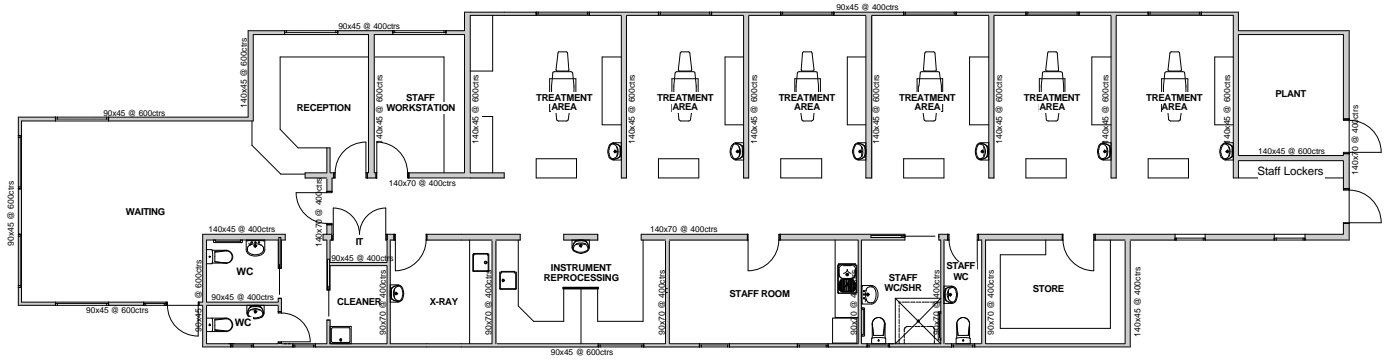 90x45 @ 400ctrs
90x45 @ 400ctrs
140x45 @ 600ctrs
RECEPTION
140x45 @ 600ctrs
STAFF
WORKSTATION
140x45 @ 600ctrs
TREATMENT
AREA
140x45 @ 600ctrs
TREATMENT
AREA
140x45 @ 600ctrs
TREATMENT
AREA
140x45 @ 600ctrs
TREATMENT
AREA
140x45 @ 600ctrs
TREATMENT
AREA
140x45 @ 600ctrs
TREATMENT
AREA
140x45 @ 600ctrs
PLANT
140x70 @ 400ctrs
90x45 @ 600ctrs
140x45 @ 600ctrs
Staff Lockers
90x45 @ 600ctrs
WAITING
140x70 @ 400ctrs
140x70 @ 400ctrs
140x45 @ 400ctrs
140x70 @ 400ctrs
IT
90x45 @ 400ctrs
WC
90x45 @ 600ctrs
90x45 @ 400ctrs
WC
CLEANER
90x70 @ 400ctrs
X-RAY
90x70 @ 400ctrs
INSTRUMENT
REPROCESSING
90x70 @ 400ctrs
STAFF ROOM
90x70 @ 400ctrs
STAFF
WC/SHR
STAFF
WC
90x70 @ 400ctrs
STORE
140x45 @ 400ctrs
90x45 @ 600ctrs
90x45 @ 400ctrs